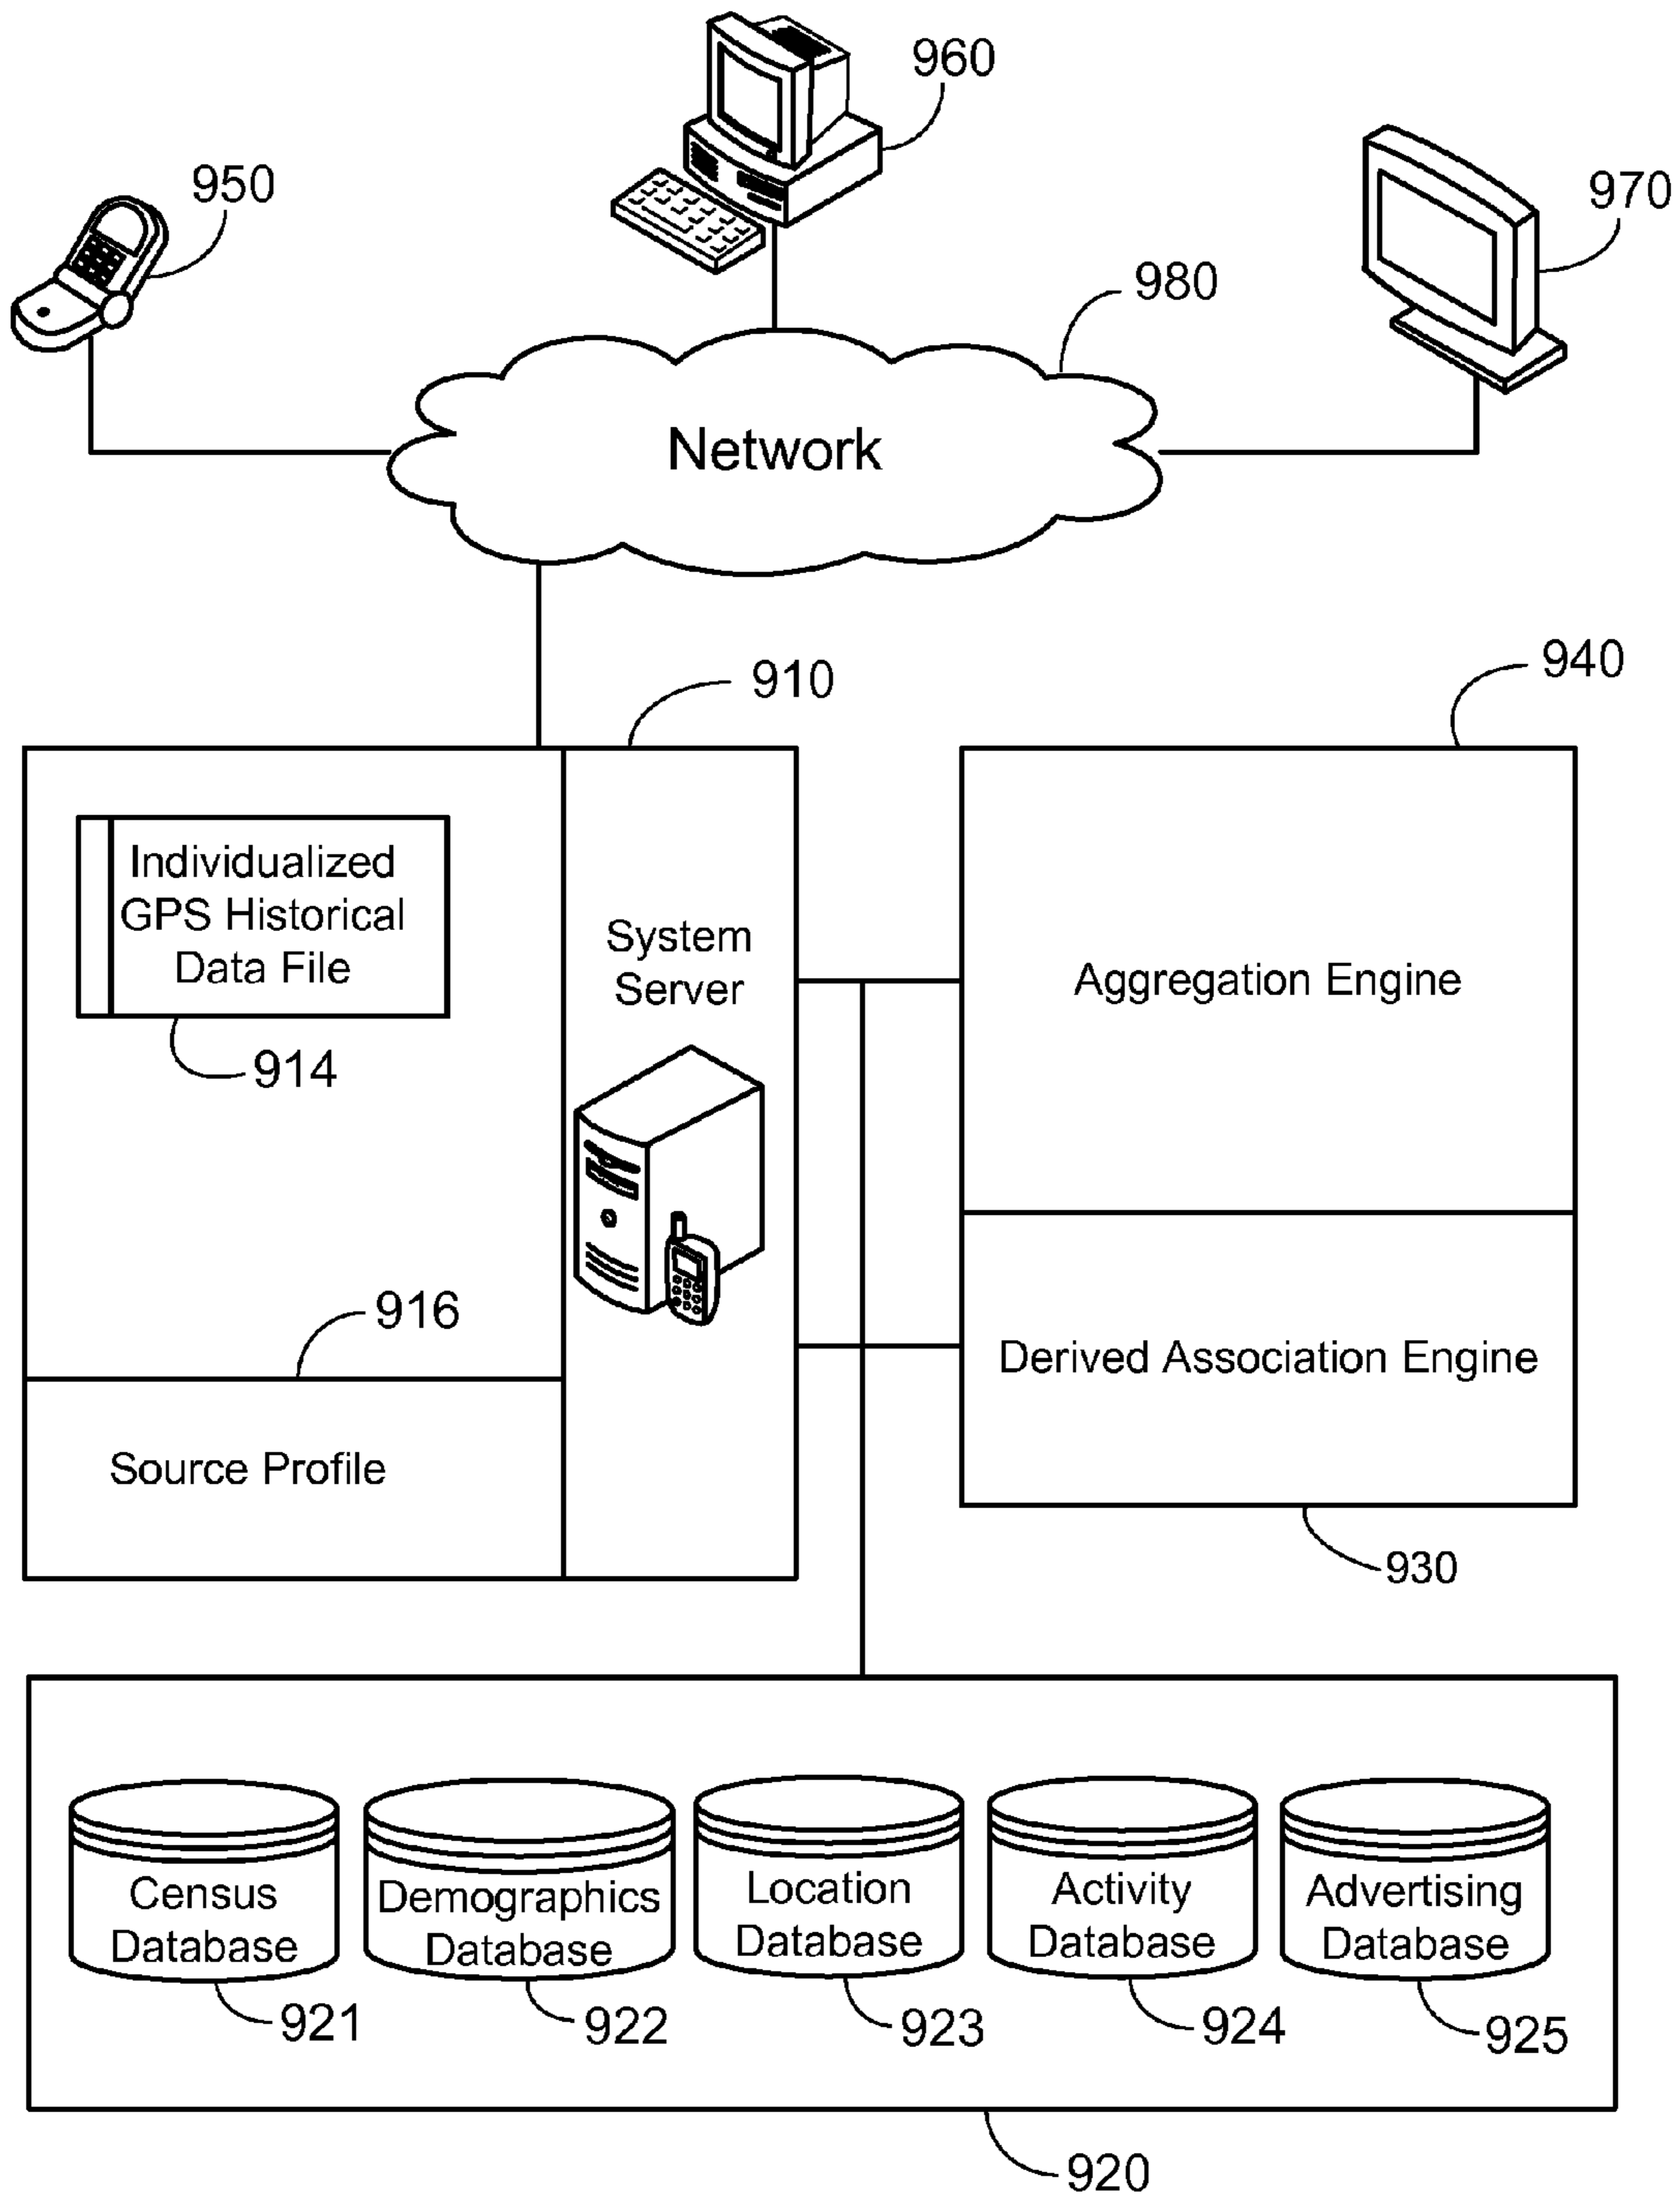 960
950
970
980
Network
910
940
Individualized
GPS Historical
Data File
914
System
Server
Aggregation Engine
916
Derived Association Engine
Source Profile
930
Census
Database
921
Demographics
Database
922
Location
Database
923
Activity
Database
924
Advertising
Database
925
920